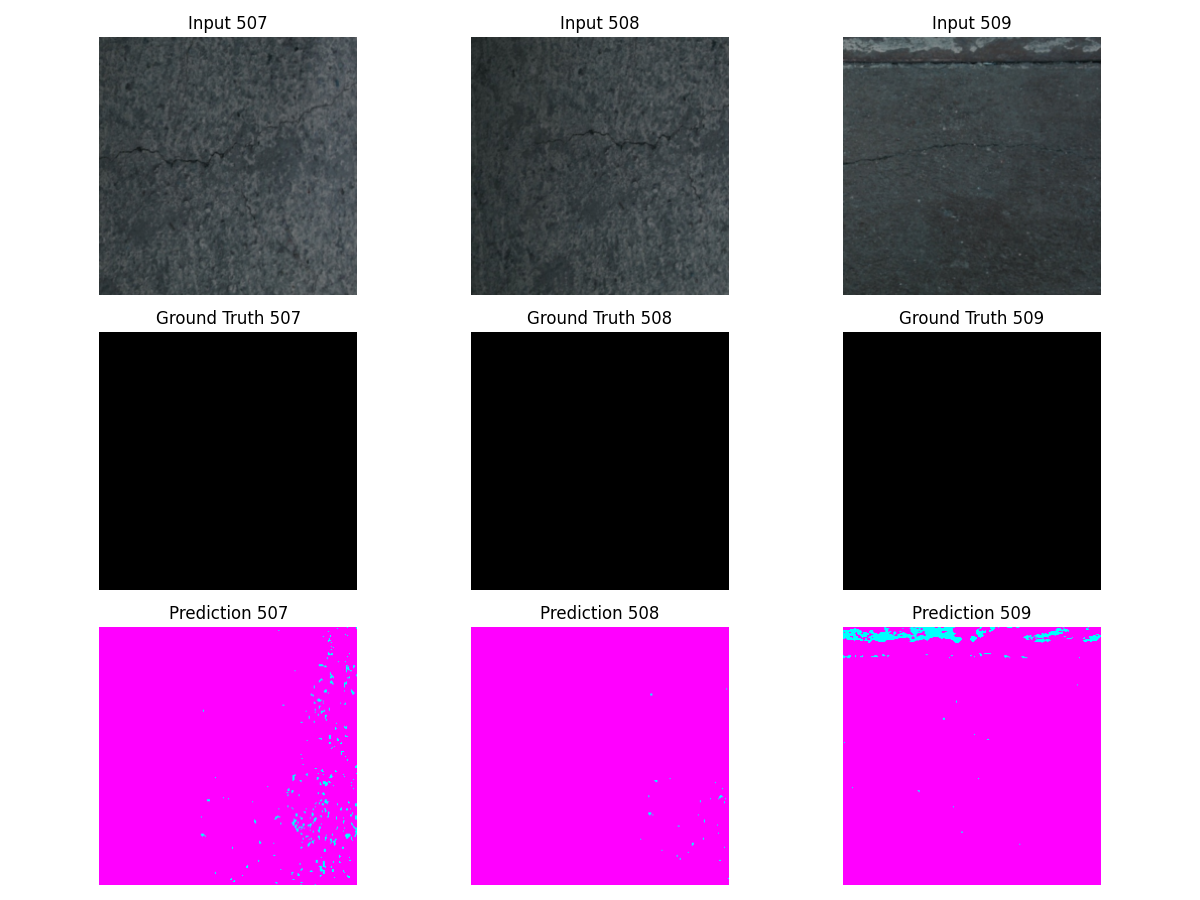 Input 507
Input 508
Input 509
Ground Truth 507
Ground Truth 508
Ground Truth 509
Prediction 507
Prediction 508
Prediction 509